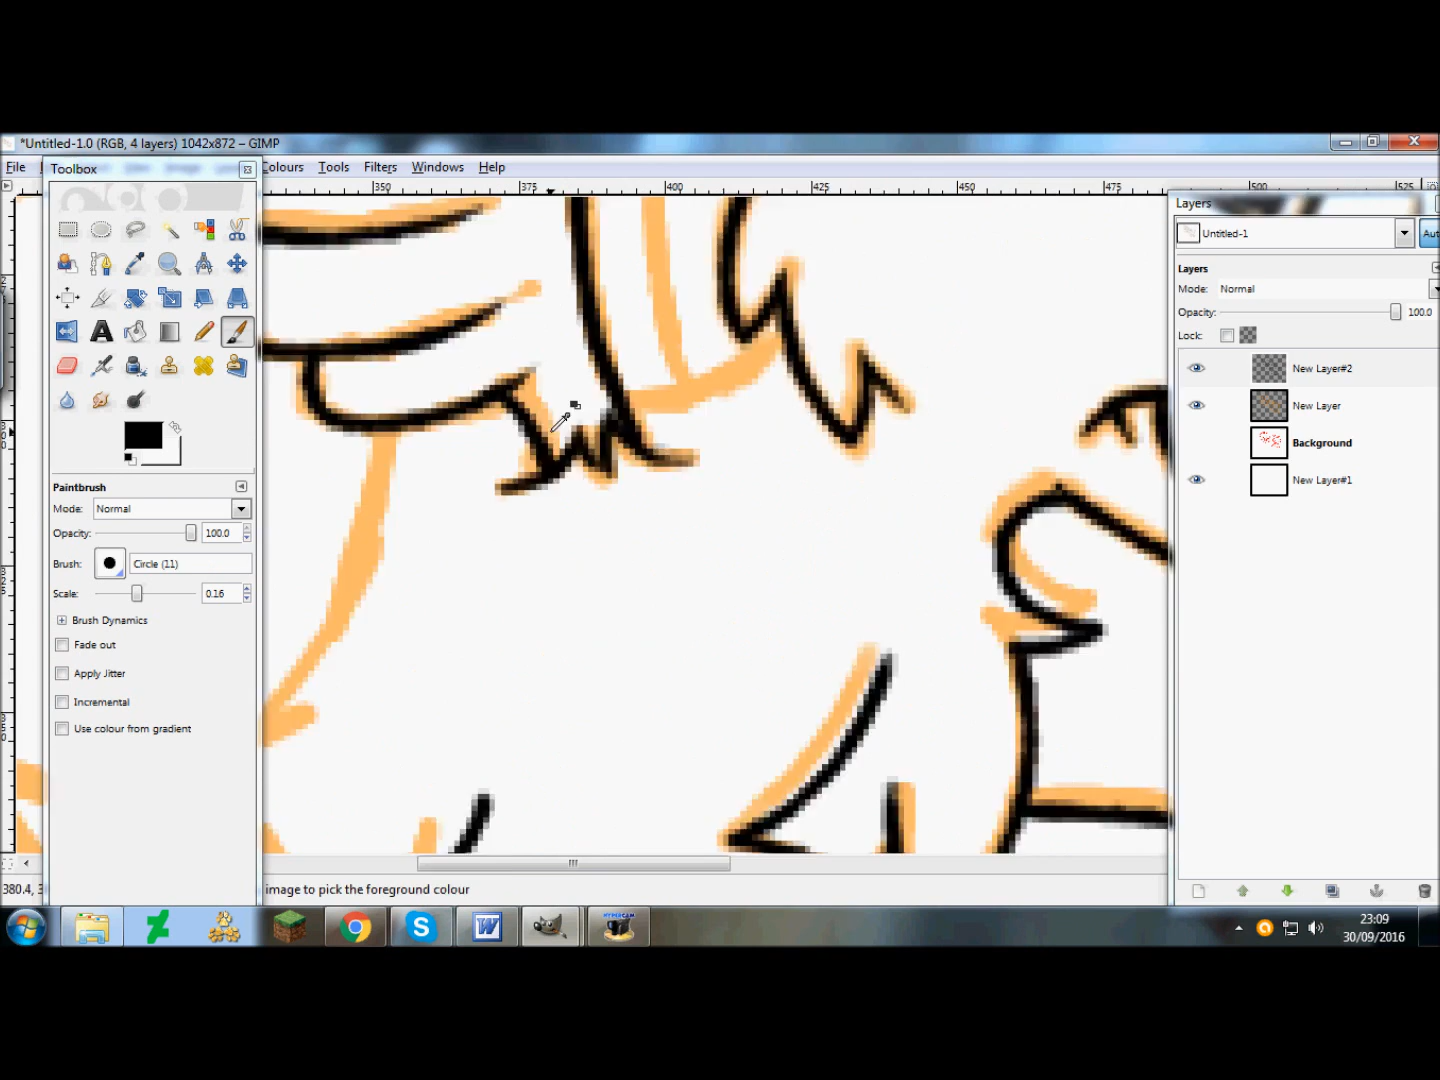 *Untitled-1.0 (RGB, 4 layers) 1042x872 – GIMP
File Colours Tools Filters Windows Help
Toolbox
350 375 400 425 450 475 500 525
Layers
Untitled-1
Layers
Mode: Normal
Opacity: 100.0
Lock:
New Layer#2
New Layer
Background
New Layer#1
Paintbrush
Mode: Normal
Opacity: 100.0
Brush: Circle (11)
Scale: 0.16
Brush Dynamics
Fade out
Apply Jitter
Incremental
Use colour from gradient
380.4, image to pick the foreground colour
HYPERCAM
23:09
30/09/2016